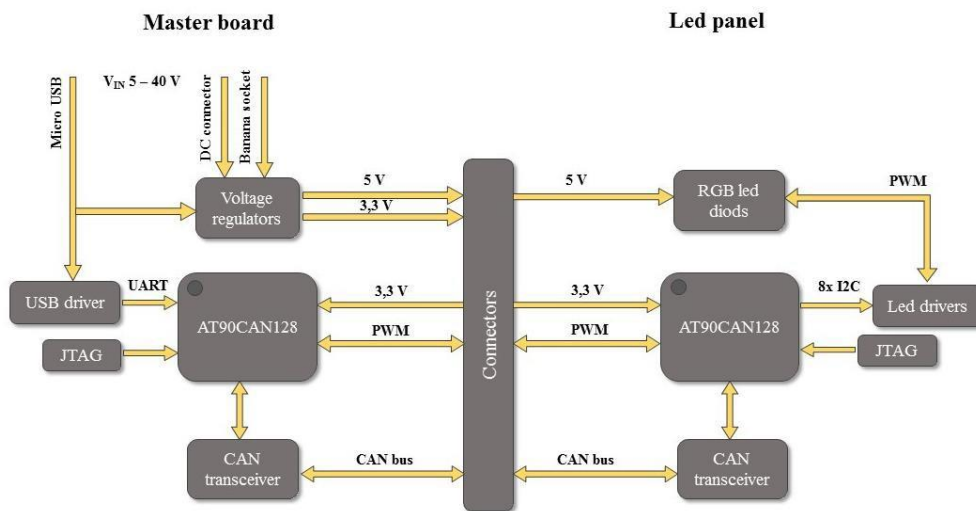 Master board
Led panel
Micro USB
V_IN 5 – 40 V
DC connector
Banana socket
Voltage
regulators
5 V
3,3 V
5 V
RGB led
diods
PWM
USB driver
UART
AT90CAN128
3,3 V
PWM
Connectors
3,3 V
PWM
AT90CAN128
8x I2C
Led drivers
JTAG
JTAG
CAN
transceiver
CAN bus
CAN bus
CAN
transceiver